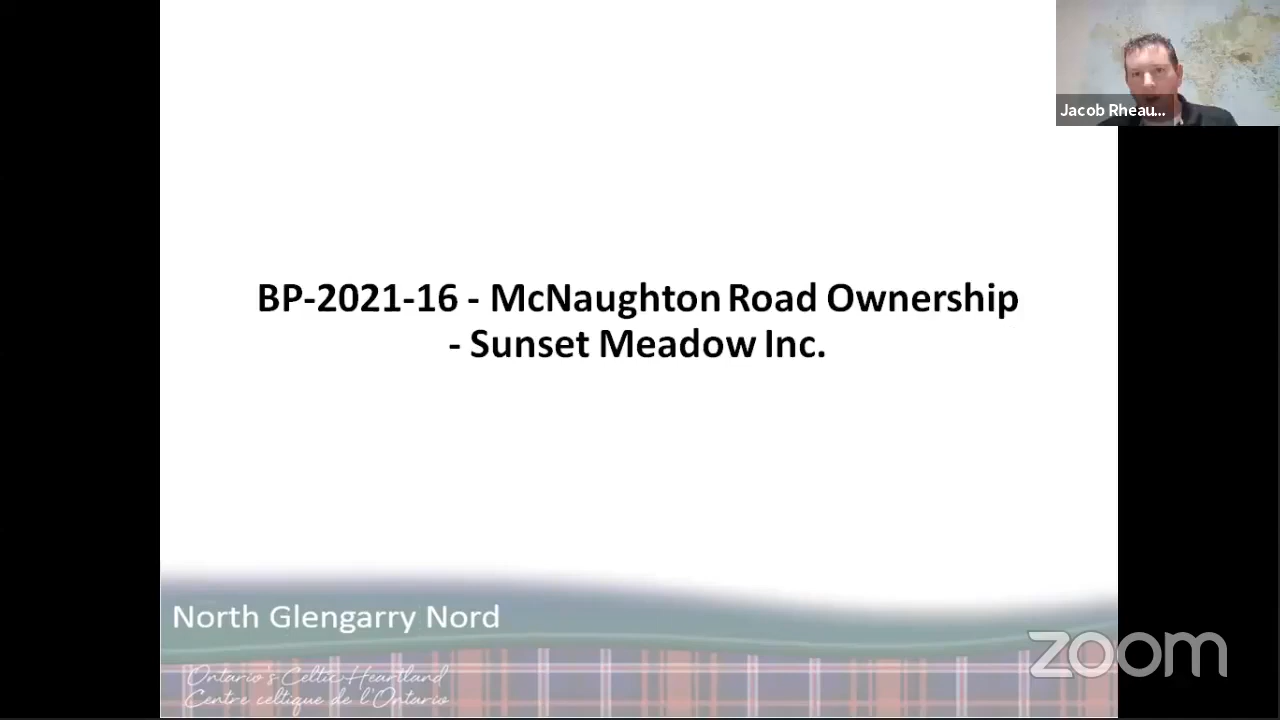 Jacob Rheau...
BP-2021-16 - McNaughton Road Ownership
- Sunset Meadow Inc.
North Glengarry Nord
Ontario's Celtic Heartland
Centre celtique de l'Ontario
zoom